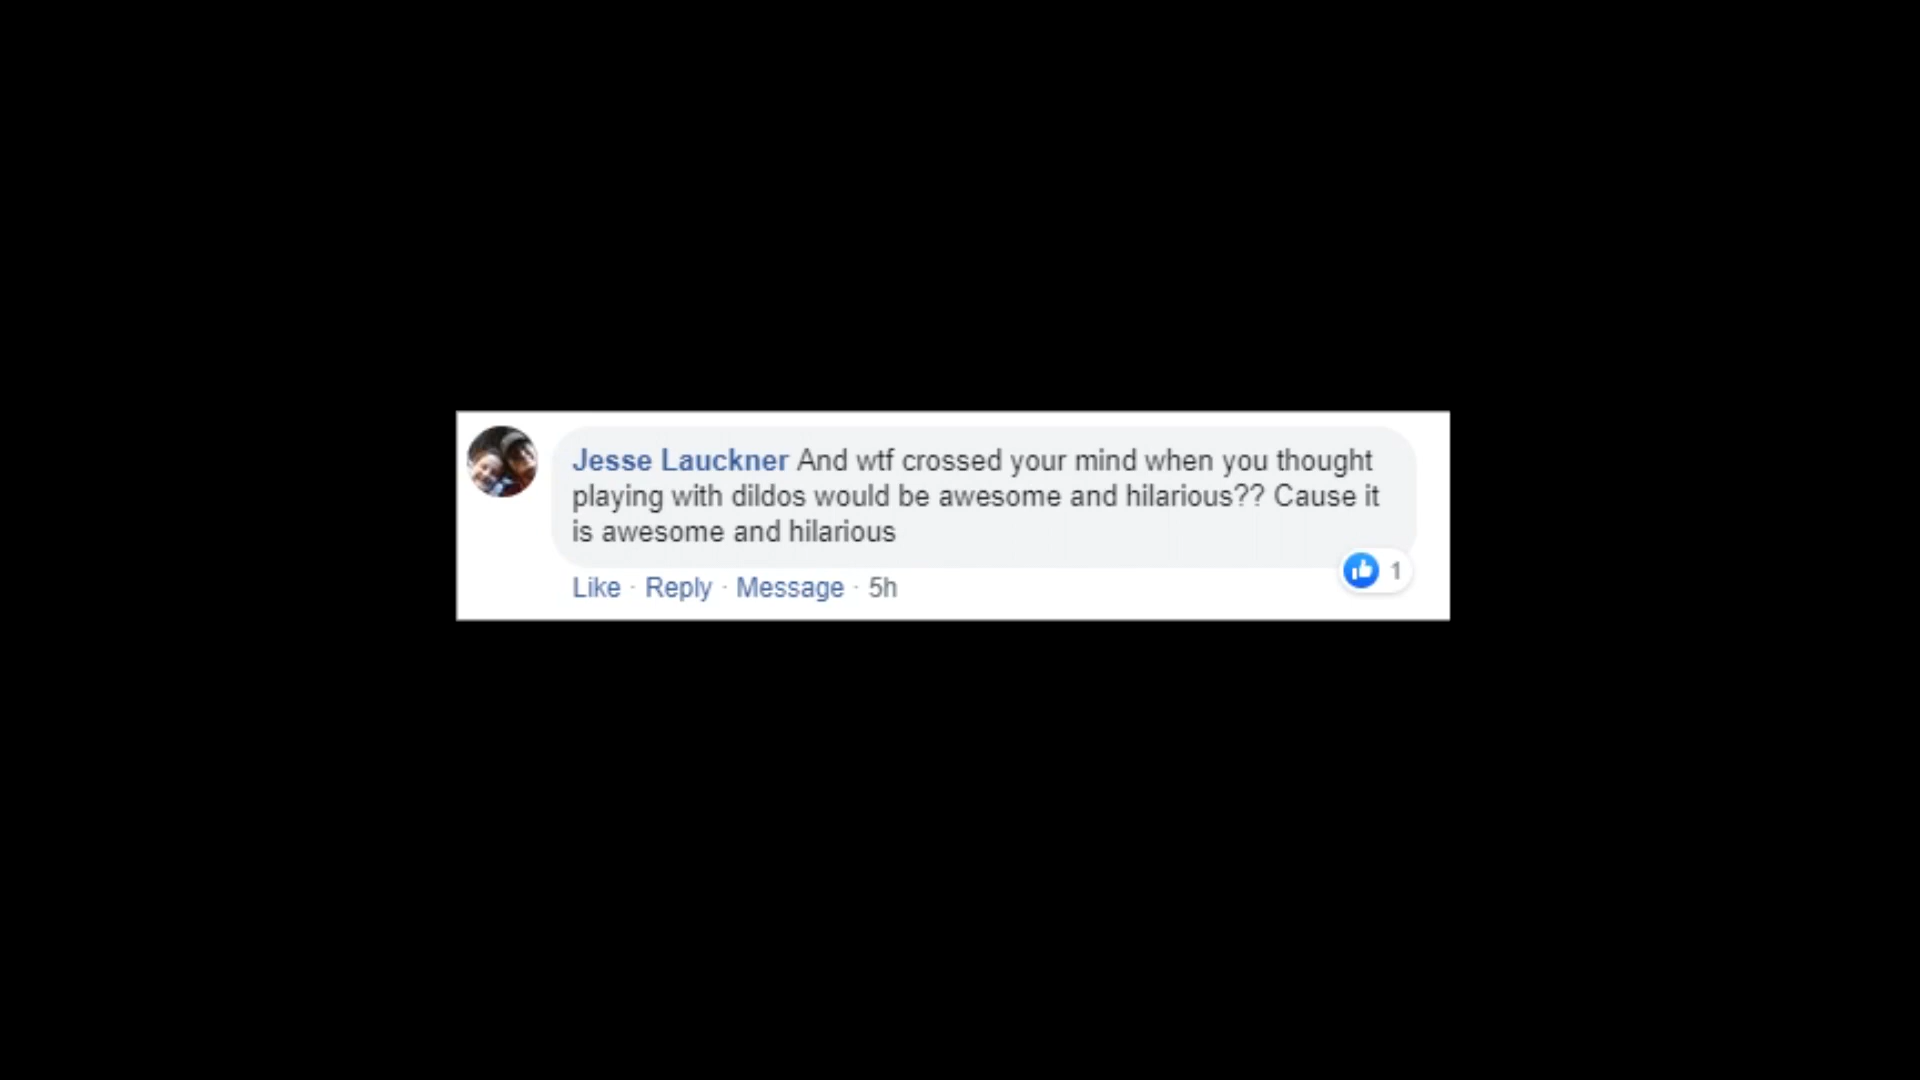 Jesse Lauckner And wtf crossed your mind when you thought
playing with dildos would be awesome and hilarious?? Cause it
is awesome and hilarious
Like · Reply · Message · 5h
1